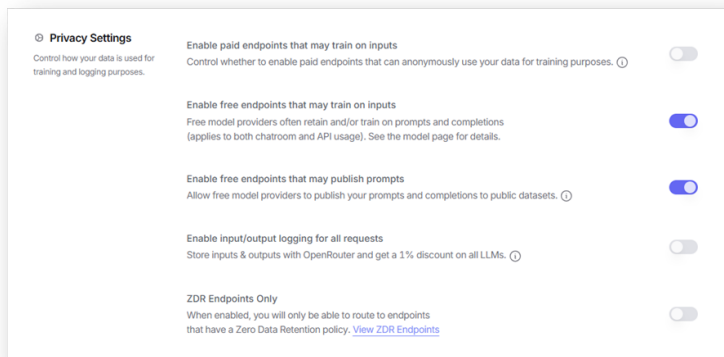 Privacy Settings
Control how your data is used for
training and logging purposes.
Enable paid endpoints that may train on inputs
Control whether to enable paid endpoints that can anonymously use your data for training purposes.
Enable free endpoints that may train on inputs
Free model providers often retain and/or train on prompts and completions
(applies to both chatroom and API usage). See the model page for details.
Enable free endpoints that may publish prompts
Allow free model providers to publish your prompts and completions to public datasets.
Enable input/output logging for all requests
Store inputs & outputs with OpenRouter and get a 1% discount on all LLMs.
ZDR Endpoints Only
When enabled, you will only be able to route to endpoints
that have a Zero Data Retention policy. View ZDR Endpoints